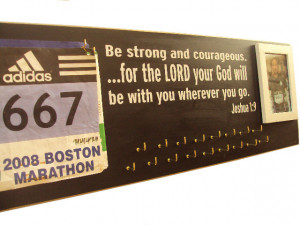 adidas
667
2008 BOSTON
MARATHON
Be strong and courageous.
...for the LORD your God will
be with you wherever you go.
Joshua 1:9